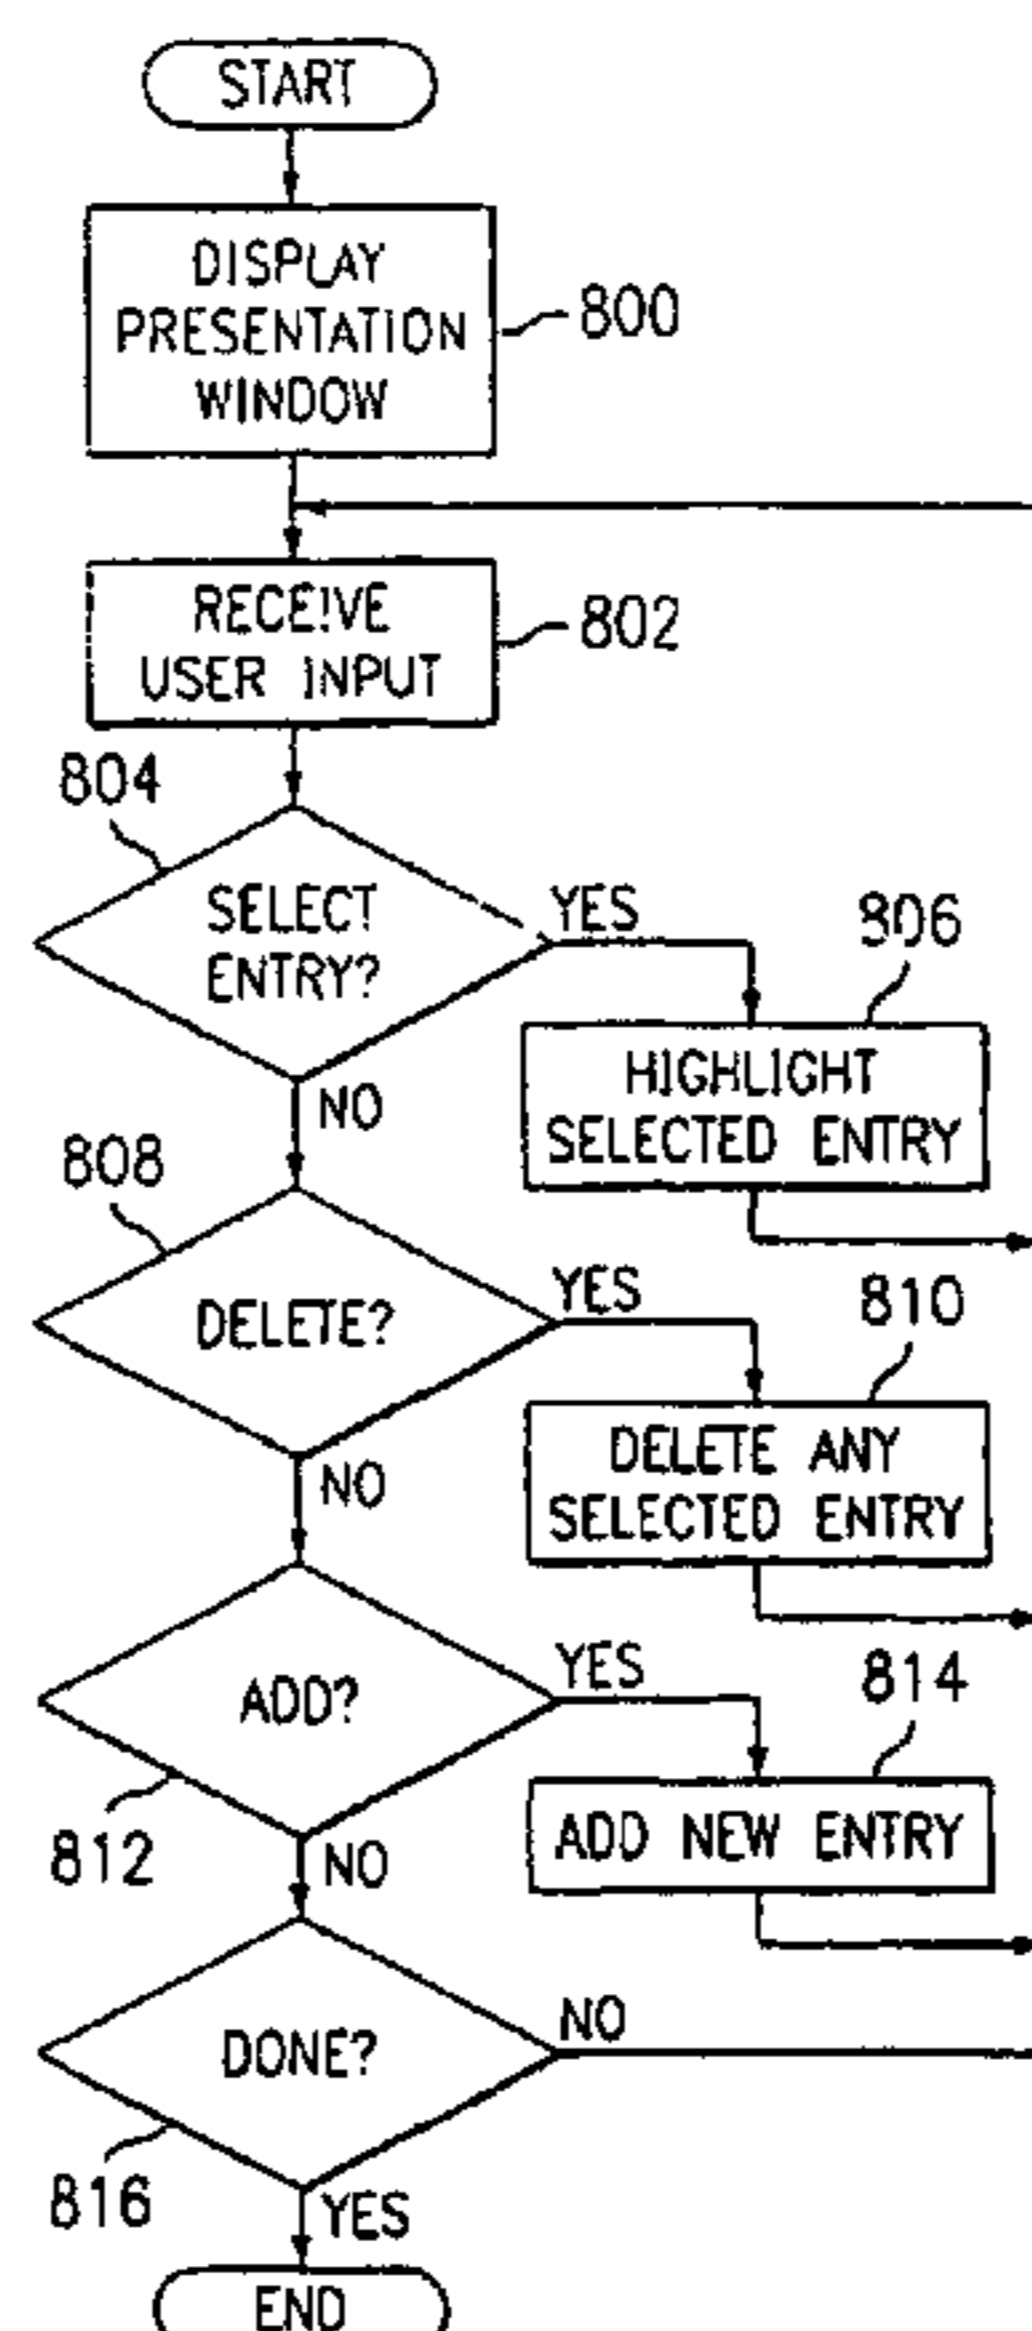 START
DISPLAY
PRESENTATION
WINDOW
800
RECEIVE
USER INPUT
802
804
SELECT
ENTRY?
YES
806
HIGHLIGHT
SELECTED ENTRY
NO
808
DELETE?
YES
810
DELETE ANY
SELECTED ENTRY
NO
ADD?
YES
814
ADD NEW ENTRY
812
NO
DONE?
NO
816
YES
END